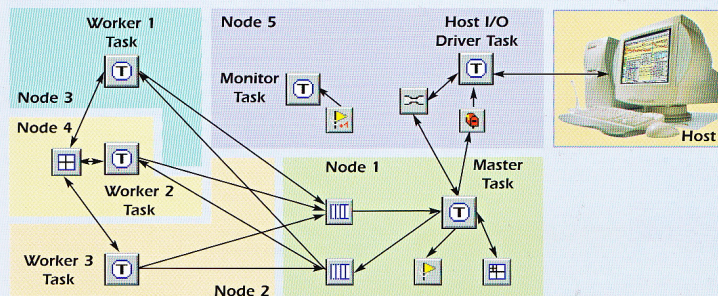 Worker 1
Task
Node 3
Node 5
Monitor
Task
Host I/O
Driver Task
Host
Node 4
Worker 2
Task
Node 1
Master
Task
Worker 3
Task
Node 2
T
T
T
T
T
T